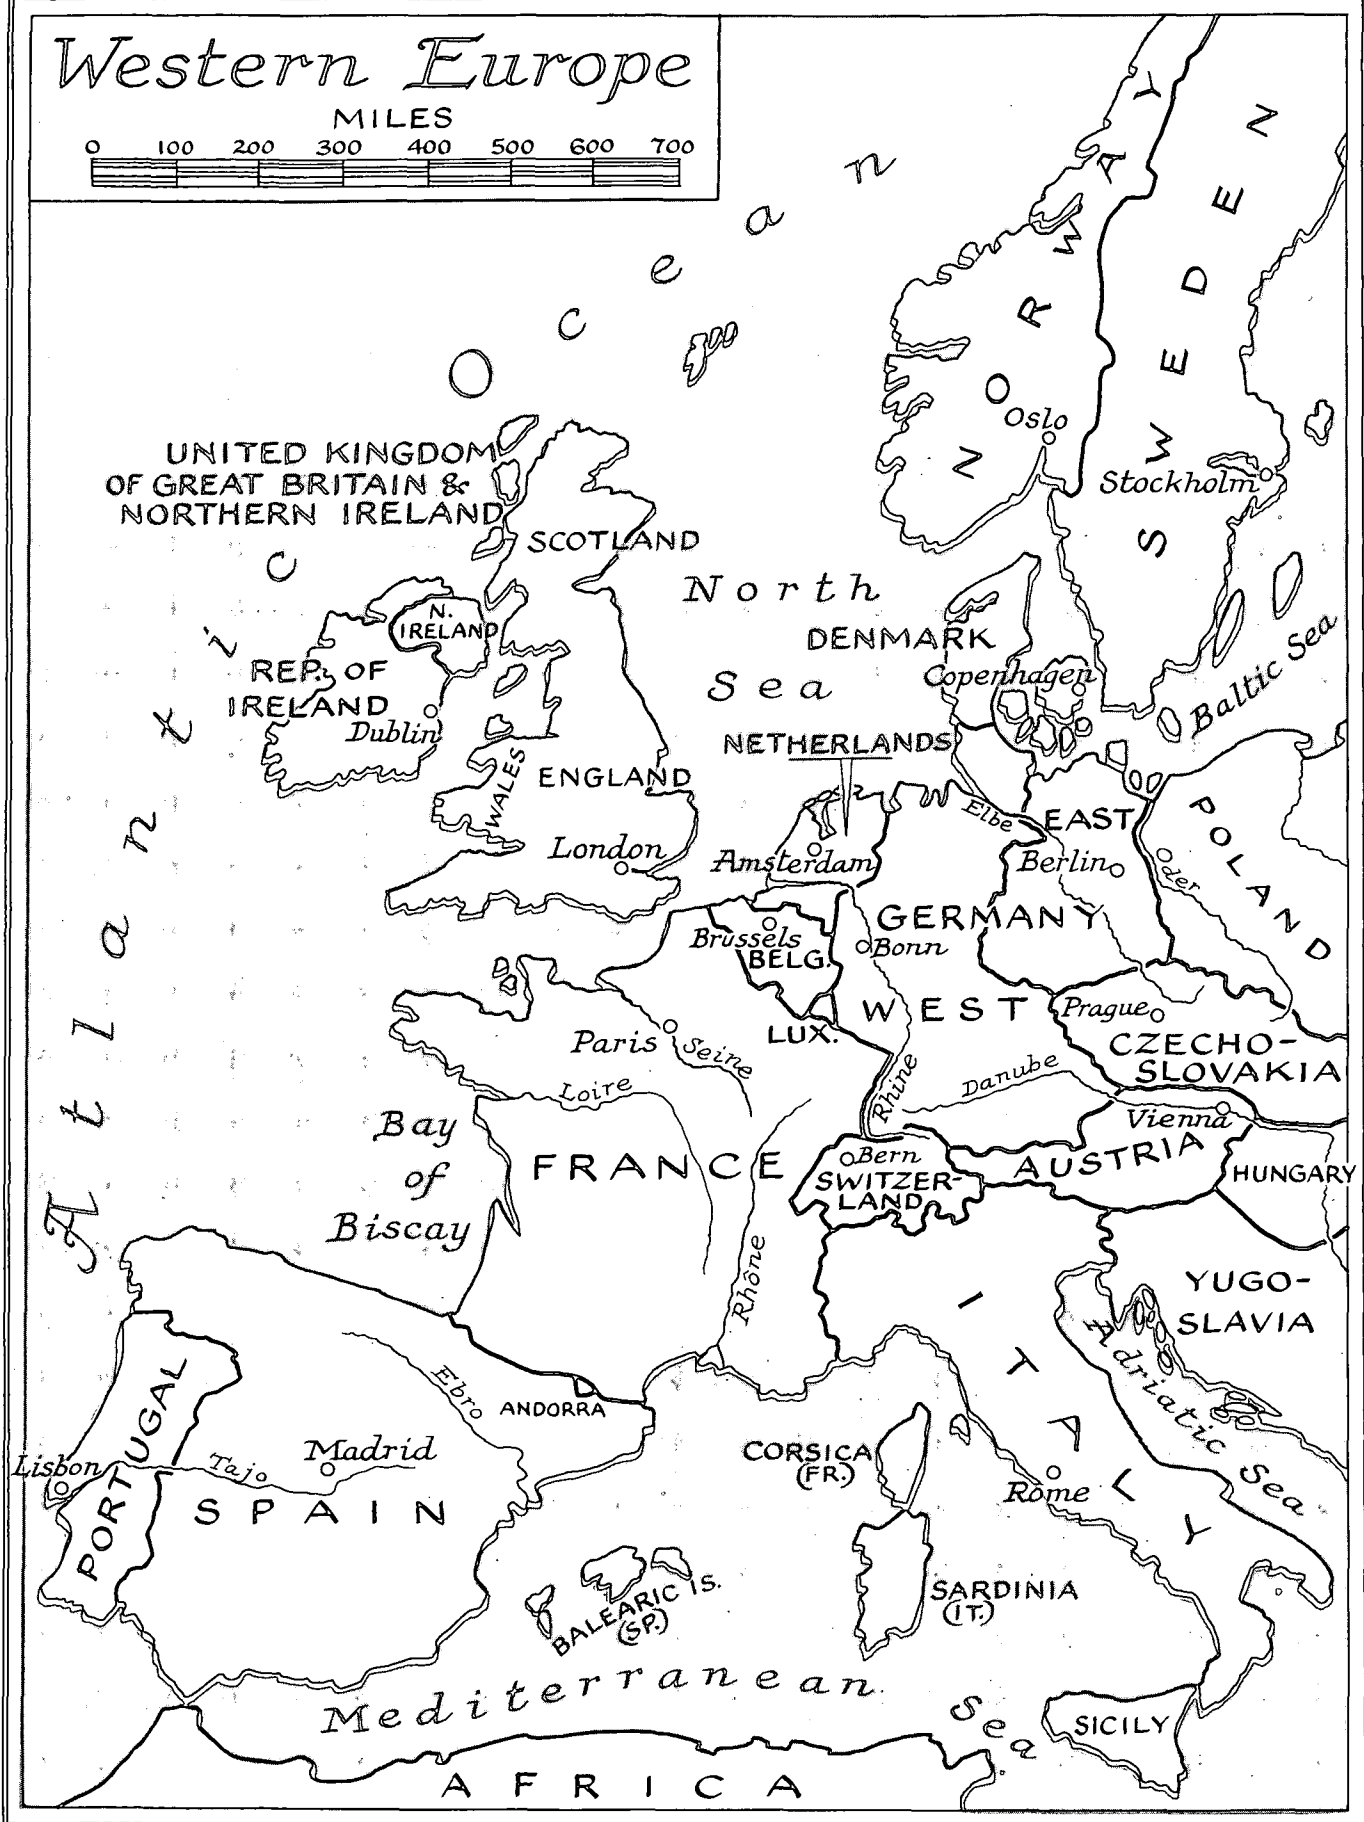 Western Europe
MILES
0 100 200 300 400 500 600 700
Atlantic Ocean
NORWAY
SWEDEN
Oslo
Stockholm
UNITED KINGDOM
OF GREAT BRITAIN &
NORTHERN IRELAND
SCOTLAND
North
Sea
N.
IRELAND
REP. OF
IRELAND
Dublin
DENMARK
Copenhagen
Baltic Sea
NETHERLANDS
WALES
ENGLAND
London
Amsterdam
Elbe
EAST
Berlin
Oder
POLAND
GERMANY
Brussels
BELG.
Bonn
WEST
LUX.
Prague
CZECHO-
SLOVAKIA
Paris
Seine
Loire
Rhine
Danube
Vienna
Bay
of
Biscay
FRANCE
Bern
SWITZER-
LAND
AUSTRIA
HUNGARY
Rhône
YUGO-
SLAVIA
ITALY
Adriatic Sea
PORTUGAL
Ebro
ANDORRA
Lisbon
Tajo
Madrid
SPAIN
CORSICA
(FR.)
Rome
BALEARIC IS.
(SP.)
SARDINIA
(IT.)
Mediterranean Sea
SICILY
AFRICA